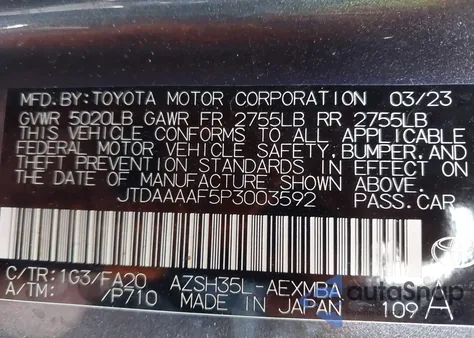 MFD. BY: TOYOTA MOTOR CORPORATION 03/23
GVWR 5020LB GAWR FR 2755LB RR 2755LB
THIS VEHICLE CONFORMS TO ALL APPLICABLE
FEDERAL MOTOR VEHICLE SAFETY, BUMPER, AND
THEFT PREVENTION STANDARDS IN EFFECT ON
THE DATE OF MANUFACTURE SHOWN ABOVE.
JTDAAAAF5P3003592 PASS. CAR
C/TR: 1G3/FA20 AZSH35L-AEXMBA
A/TM: /P710 MADE IN JAPAN 109 A
autoSnap